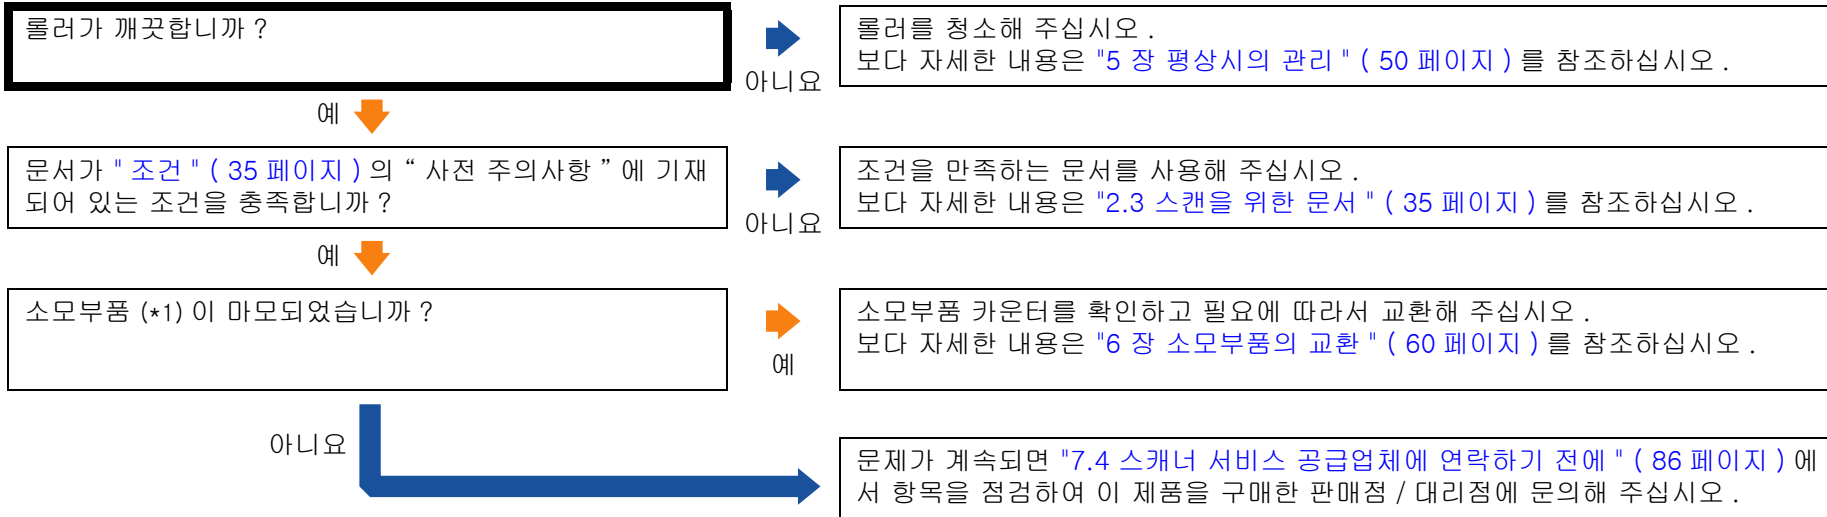 롤러가 깨끗합니까 ?
아니요
롤러를 청소해 주십시오 .
보다 자세한 내용은 "5 장 평상시의 관리 " ( 50 페이지 ) 를 참조하십시오 .
예
문서가 " 조건 " ( 35 페이지 ) 의 “ 사전 주의사항 ” 에 기재
되어 있는 조건을 충족합니까 ?
아니요
조건을 만족하는 문서를 사용해 주십시오 .
보다 자세한 내용은 "2.3 스캔을 위한 문서 " ( 35 페이지 ) 를 참조하십시오 .
예
소모부품 (*1) 이 마모되었습니까 ?
예
소모부품 카운터를 확인하고 필요에 따라서 교환해 주십시오 .
보다 자세한 내용은 "6 장 소모부품의 교환 " ( 60 페이지 ) 를 참조하십시오 .
아니요
문제가 계속되면 "7.4 스캐너 서비스 공급업체에 연락하기 전에 " ( 86 페이지 ) 에
서 항목을 점검하여 이 제품을 구매한 판매점 / 대리점에 문의해 주십시오 .